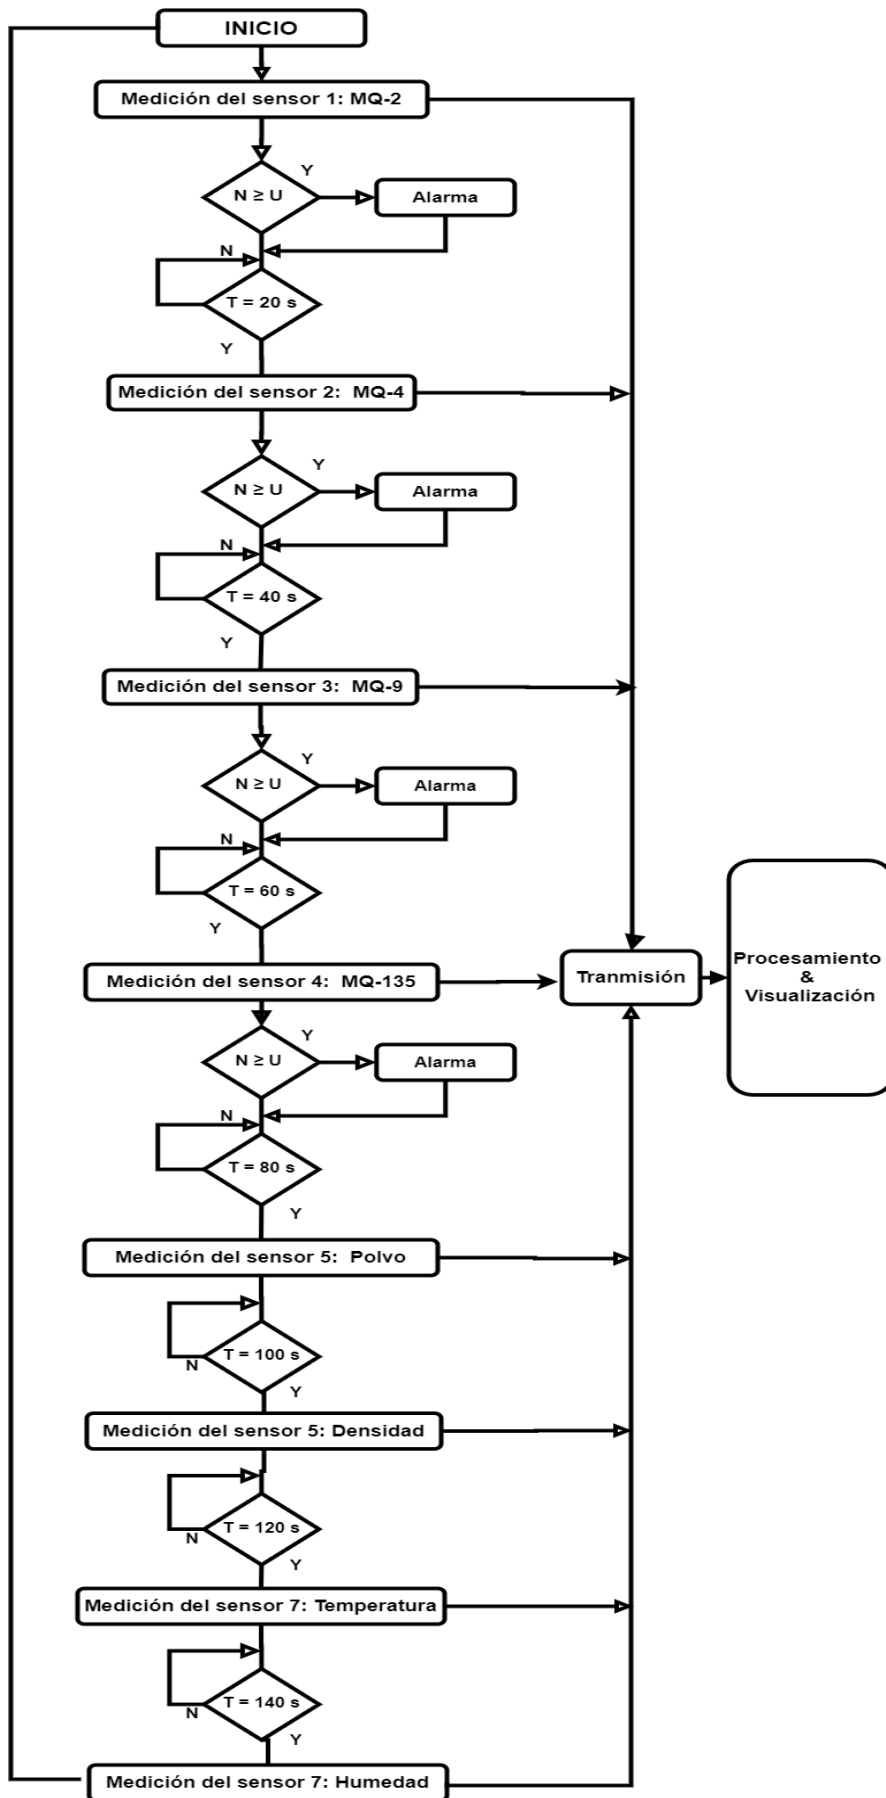 INICIO
Medición del sensor 1: MQ-2
Y
N ≥ U
Alarma
N
T = 20 s
Y
Medición del sensor 2: MQ-4
Y
N ≥ U
Alarma
N
T = 40 s
Y
Medición del sensor 3: MQ-9
Y
N ≥ U
Alarma
N
T = 60 s
Y
Medición del sensor 4: MQ-135
Tranmisión
Procesamiento
&
Visualización
Y
N ≥ U
Alarma
N
T = 80 s
Y
Medición del sensor 5: Polvo
T = 100 s
N
Y
Medición del sensor 5: Densidad
T = 120 s
N
Y
Medición del sensor 7: Temperatura
T = 140 s
N
Y
Medición del sensor 7: Humedad